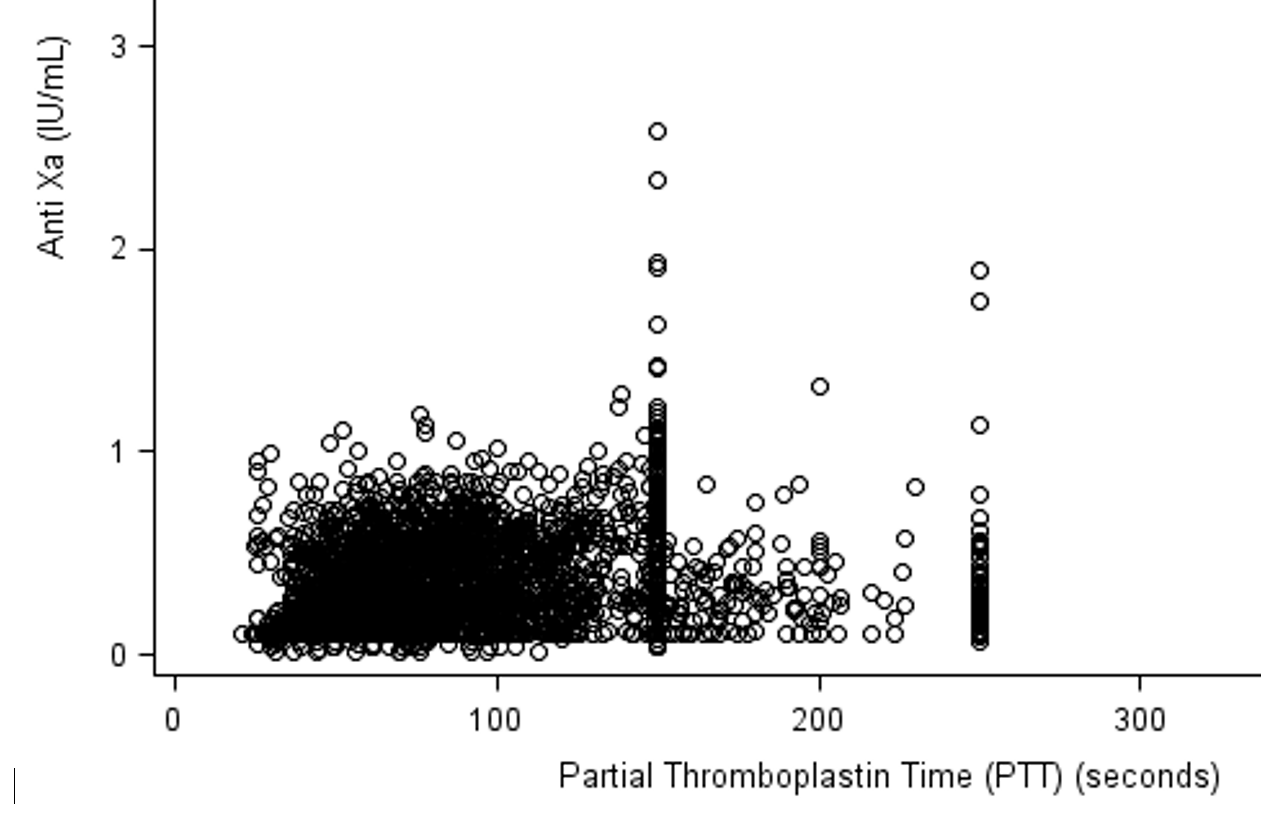 Anti Xa (IU/mL)
3
2
1
0
0 100 200 300
Partial Thromboplastin Time (PTT) (seconds)